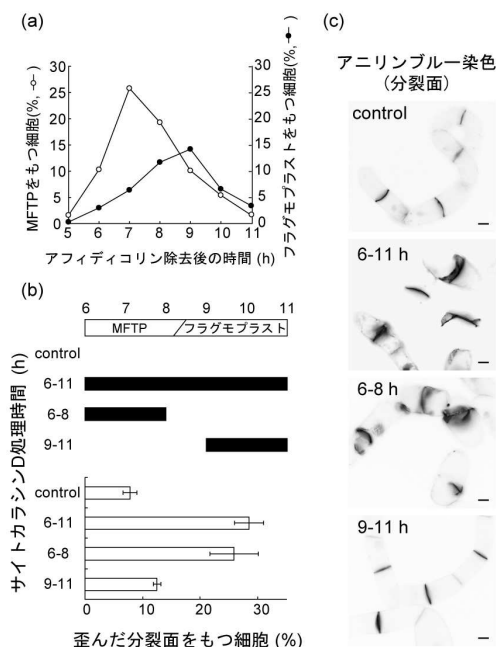 (a)
MFTPをもつ細胞(%, -○-)
30
25
20
15
10
5
0
30
25
20
15
10
5
0
フラグモプラストをもつ細胞(%, -●-)
5 6 7 8 9 10 11
アフィディコリン除去後の時間 (h)
(b)
サイトカラシンD処理時間 (h)
6 7 8 9 10 11
MFTP フラグモプラスト
control
6-11
6-8
9-11
control
6-11
6-8
9-11
0 10 20 30
歪んだ分裂面をもつ細胞 (%)
(c)
アニリンブルー染色
(分裂面)
control
6-11 h
6-8 h
9-11 h